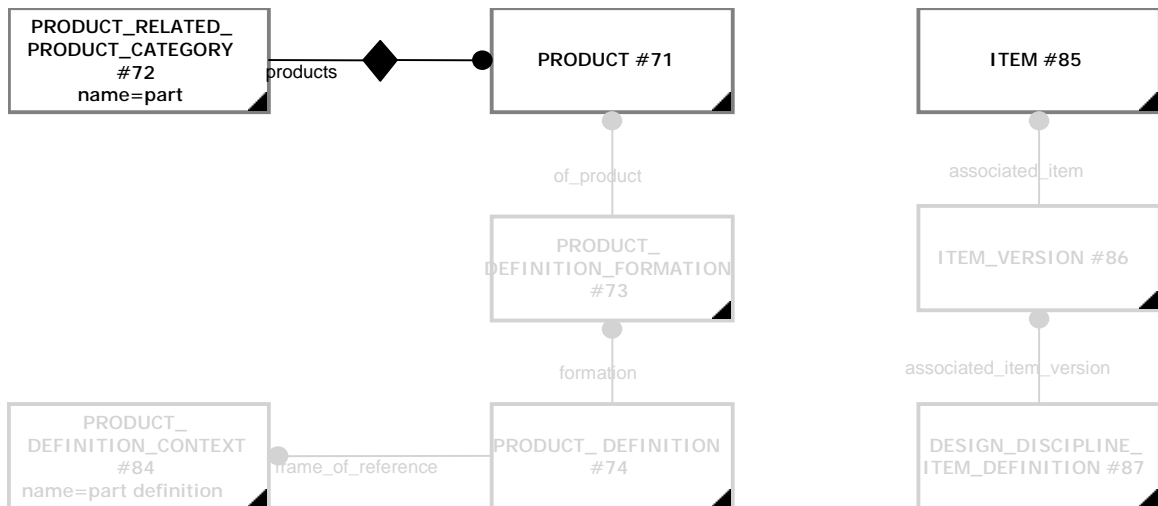 PRODUCT_RELATED_
PRODUCT_CATEGORY
#72
name=part
products
PRODUCT #71
ITEM #85
of_product
associated_item
PRODUCT_
DEFINITION_FORMATION
#73
ITEM_VERSION #86
formation
associated_item_version
PRODUCT_
DEFINITION_CONTEXT
#84
name=part definition
frame_of_reference
PRODUCT_ DEFINITION
#74
DESIGN_DISCIPLINE_
ITEM_DEFINITION #87